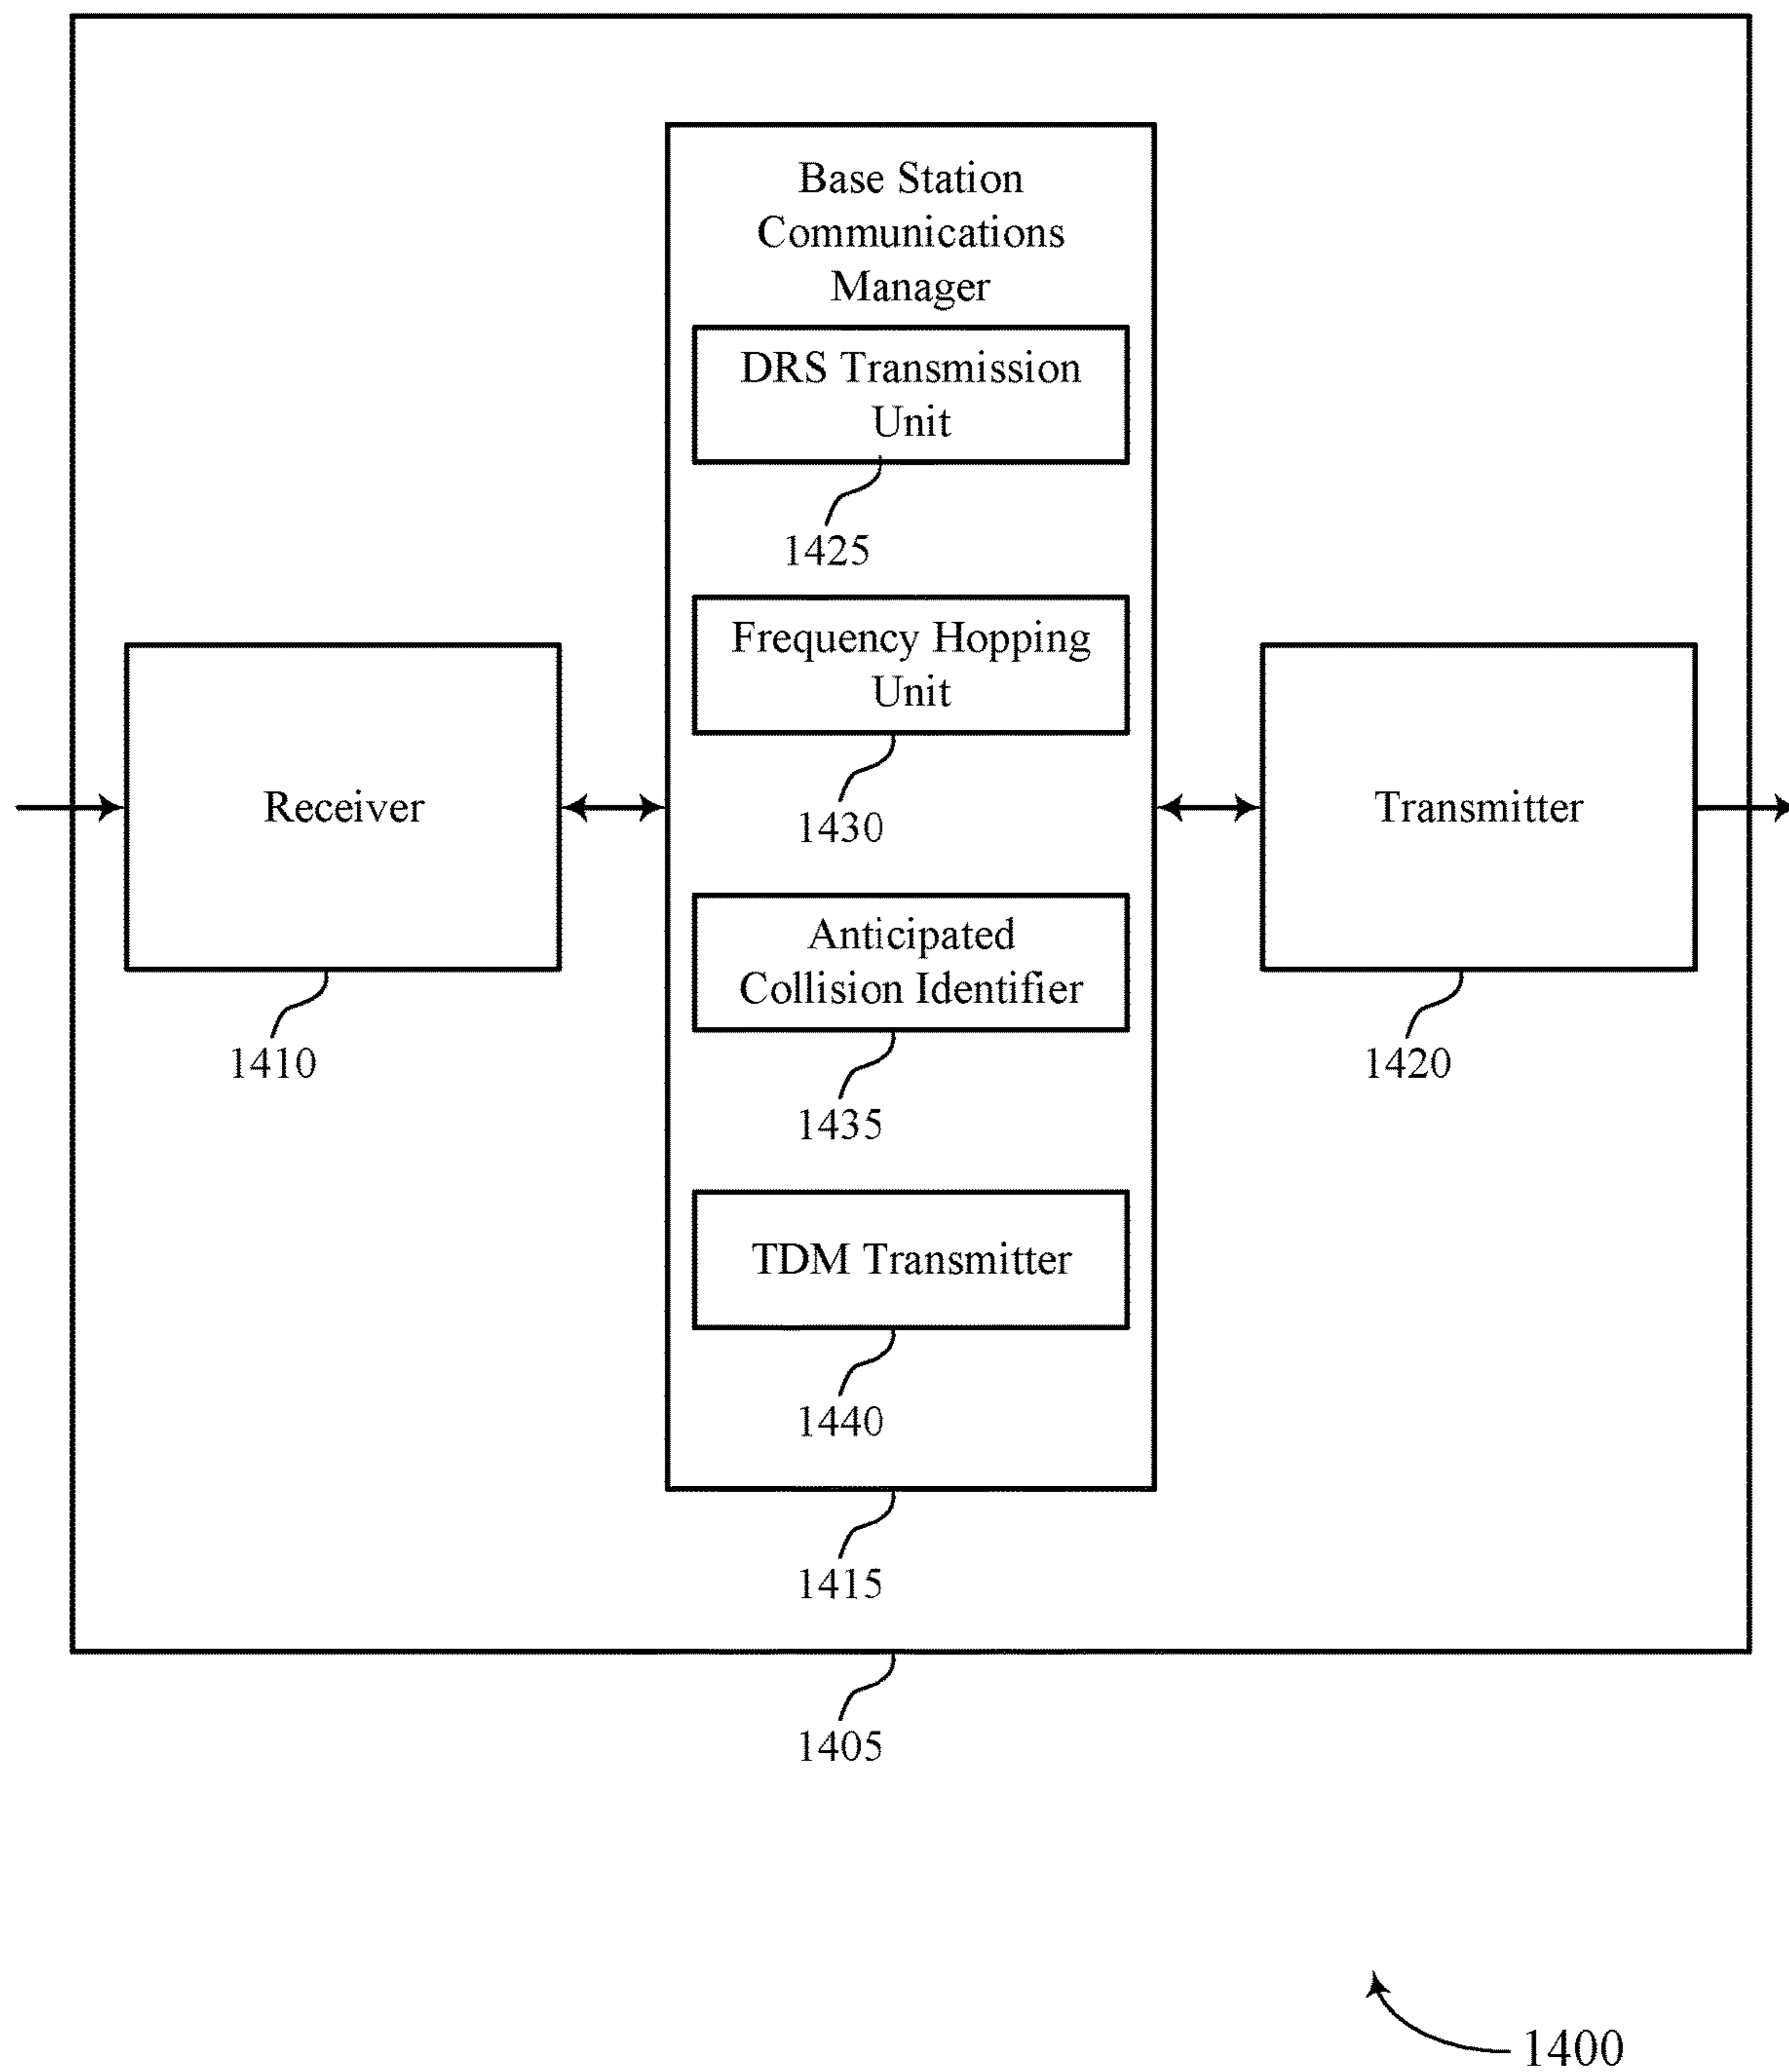 Base Station
Communications
Manager
DRS Transmission
Unit
1425
Frequency Hopping
Unit
1430
Receiver
1410
Anticipated
Collision Identifier
1435
Transmitter
1420
TDM Transmitter
1440
1415
1405
1400